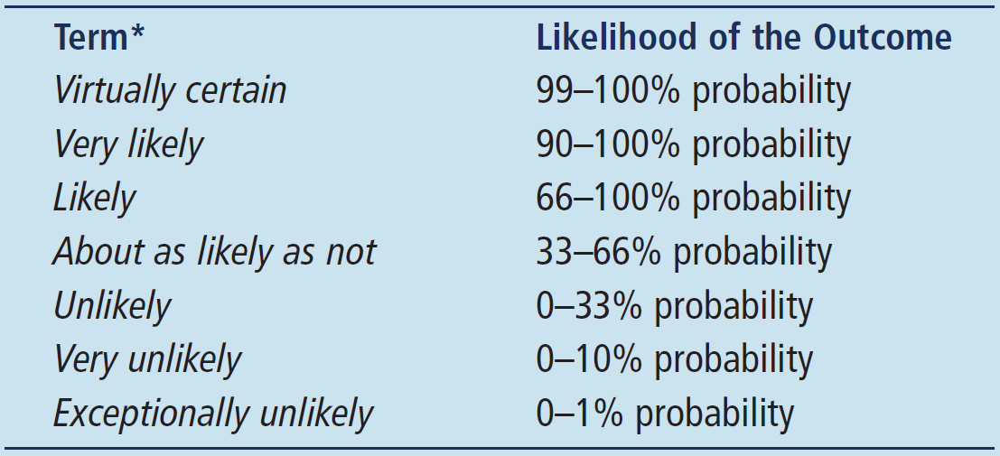 Term* Likelihood of the Outcome
Virtually certain 99–100% probability
Very likely 90–100% probability
Likely 66–100% probability
About as likely as not 33–66% probability
Unlikely 0–33% probability
Very unlikely 0–10% probability
Exceptionally unlikely 0–1% probability